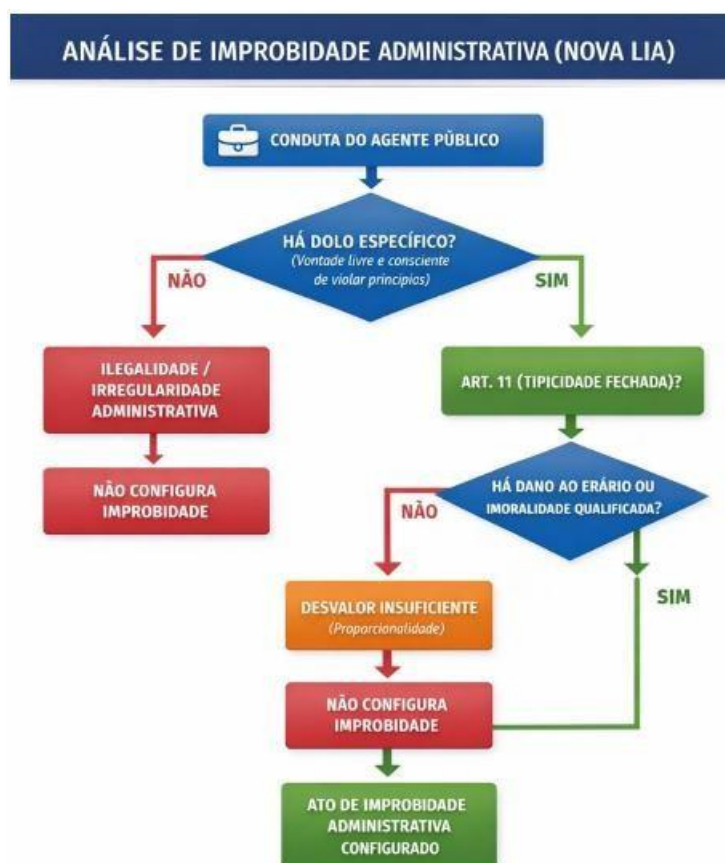 ANÁLISE DE IMPROBIDADE ADMINISTRATIVA (NOVA LIA)
CONDUTA DO AGENTE PÚBLICO
HÁ DOLO ESPECÍFICO?
(Vontade livre e consciente
de violar princípios)
NÃO
SIM
ILEGALIDADE /
IRREGULARIDADE
ADMINISTRATIVA
ART. 11 (TIPICIDADE FECHADA)?
NÃO CONFIGURA
IMPROBIDADE
HÁ DANO AO ERÁRIO OU
IMORALIDADE QUALIFICADA?
NÃO
SIM
DESVALOR INSUFICIENTE
(Proporcionalidade)
NÃO CONFIGURA
IMPROBIDADE
ATO DE IMPROBIDADE
ADMINISTRATIVA
CONFIGURADO